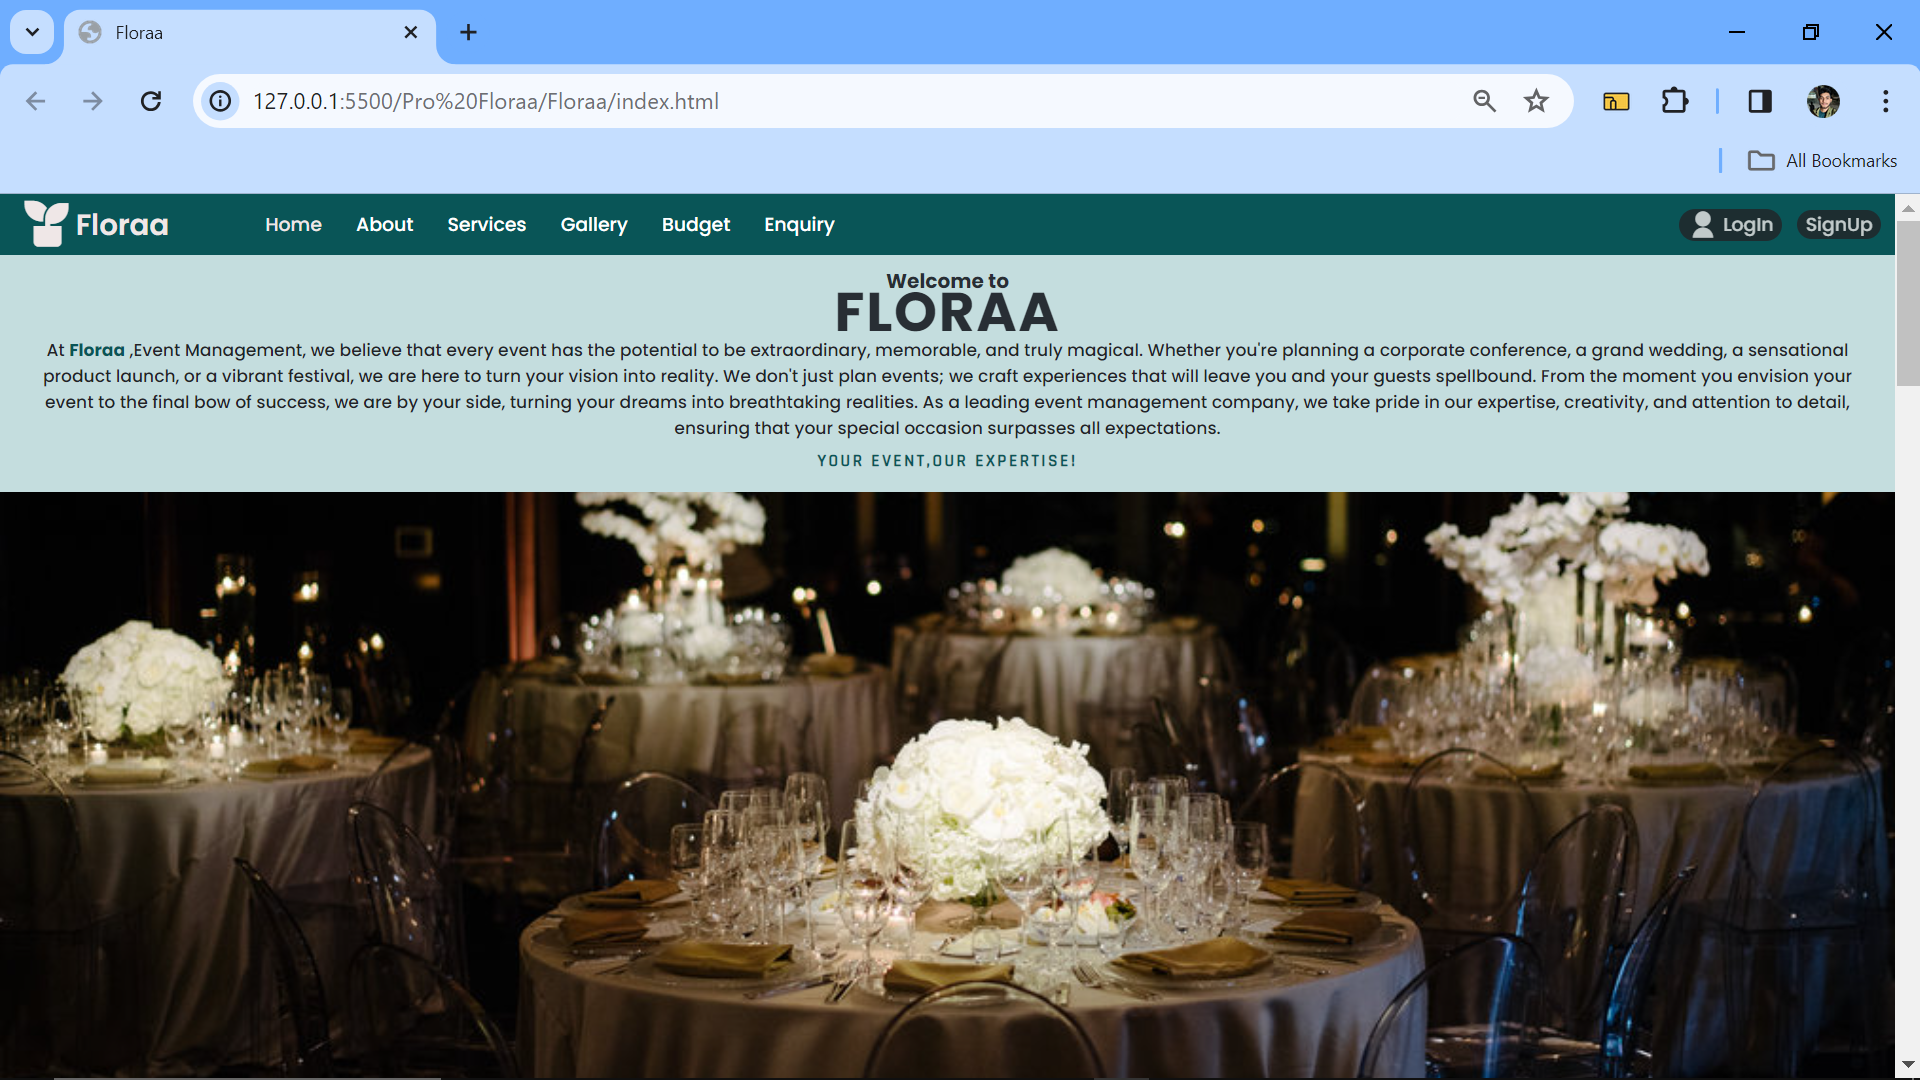 Floraa
127.0.0.1:5500/Pro%20Floraa/Floraa/index.html
All Bookmarks
Floraa Home About Services Gallery Budget Enquiry LogIn SignUp
Welcome to
FLORAA
At Floraa ,Event Management, we believe that every event has the potential to be extraordinary, memorable, and truly magical. Whether you're planning a corporate conference, a grand wedding, a sensational
product launch, or a vibrant festival, we are here to turn your vision into reality. We don't just plan events; we craft experiences that will leave you and your guests spellbound. From the moment you envision your
event to the final bow of success, we are by your side, turning your dreams into breathtaking realities. As a leading event management company, we take pride in our expertise, creativity, and attention to detail,
ensuring that your special occasion surpasses all expectations.
YOUR EVENT,OUR EXPERTISE!